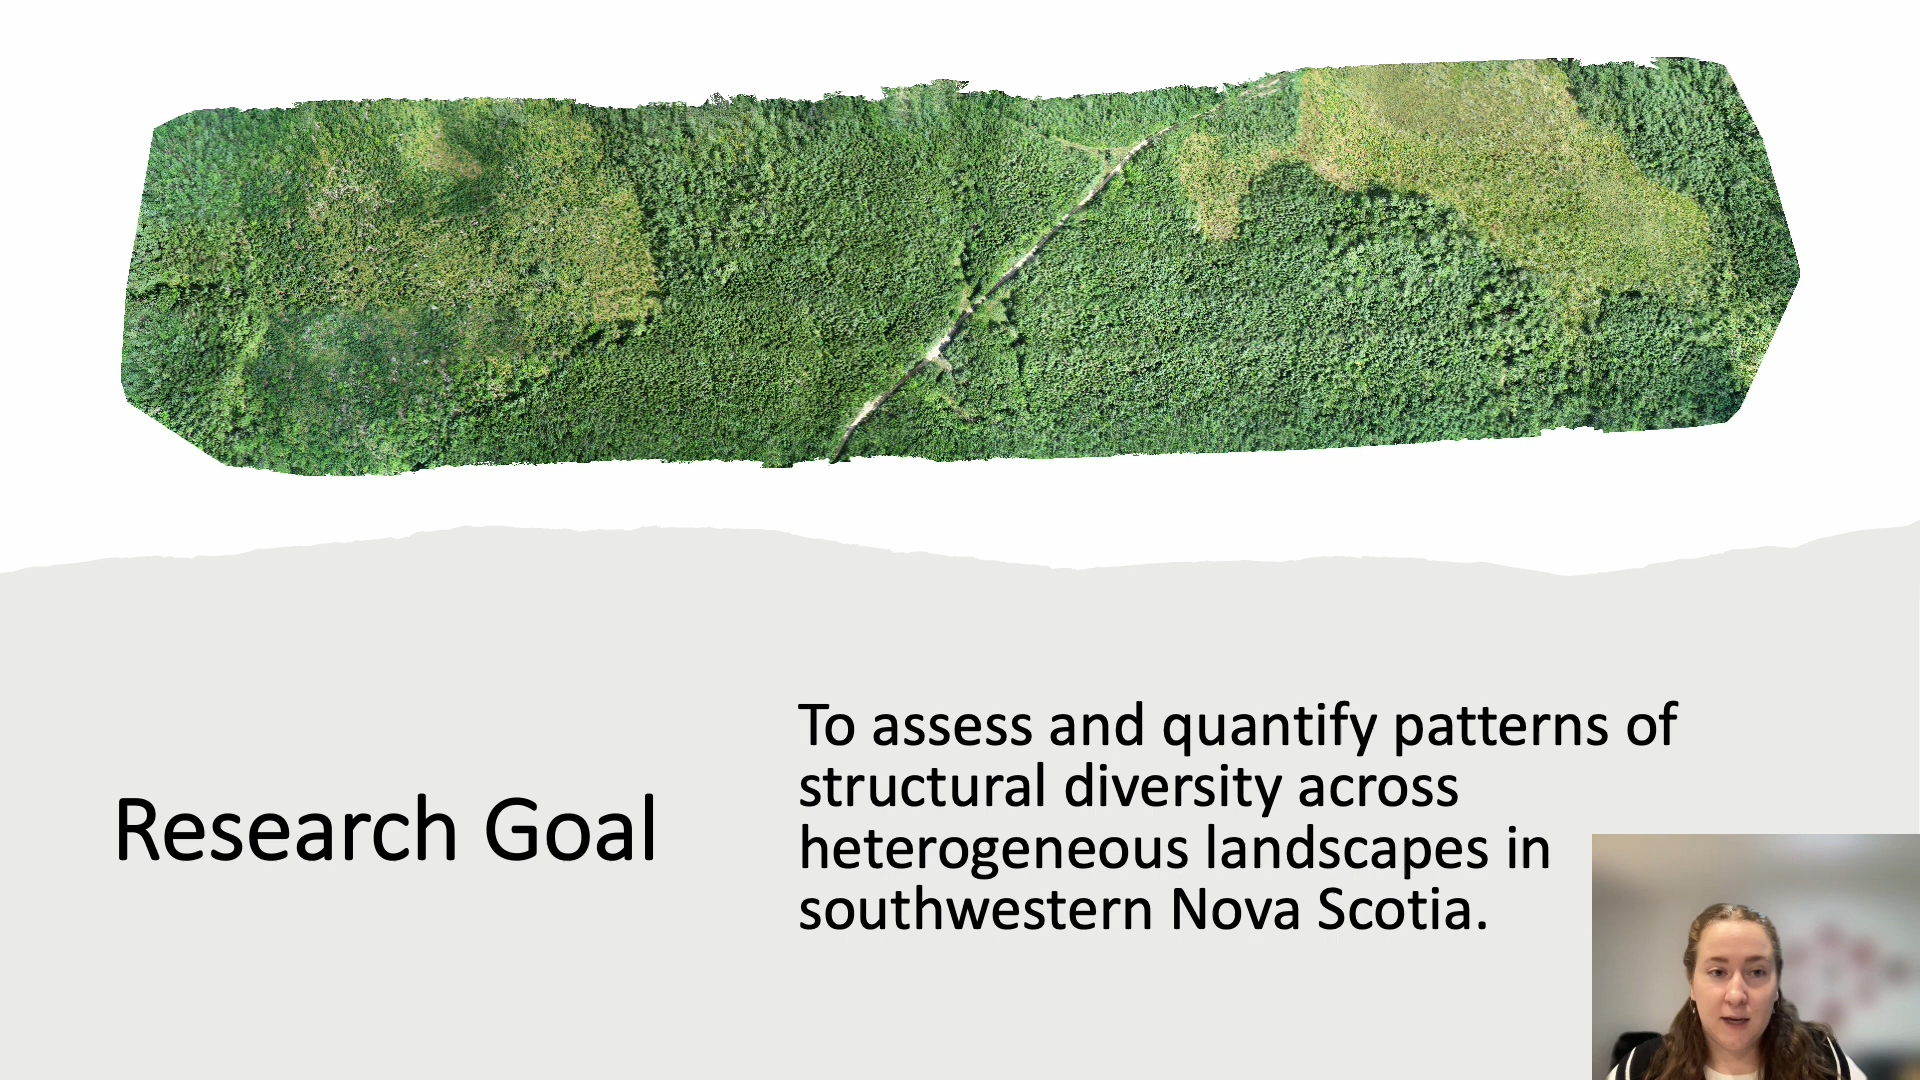 Research Goal
To assess and quantify patterns of
structural diversity across
heterogeneous landscapes in
southwestern Nova Scotia.